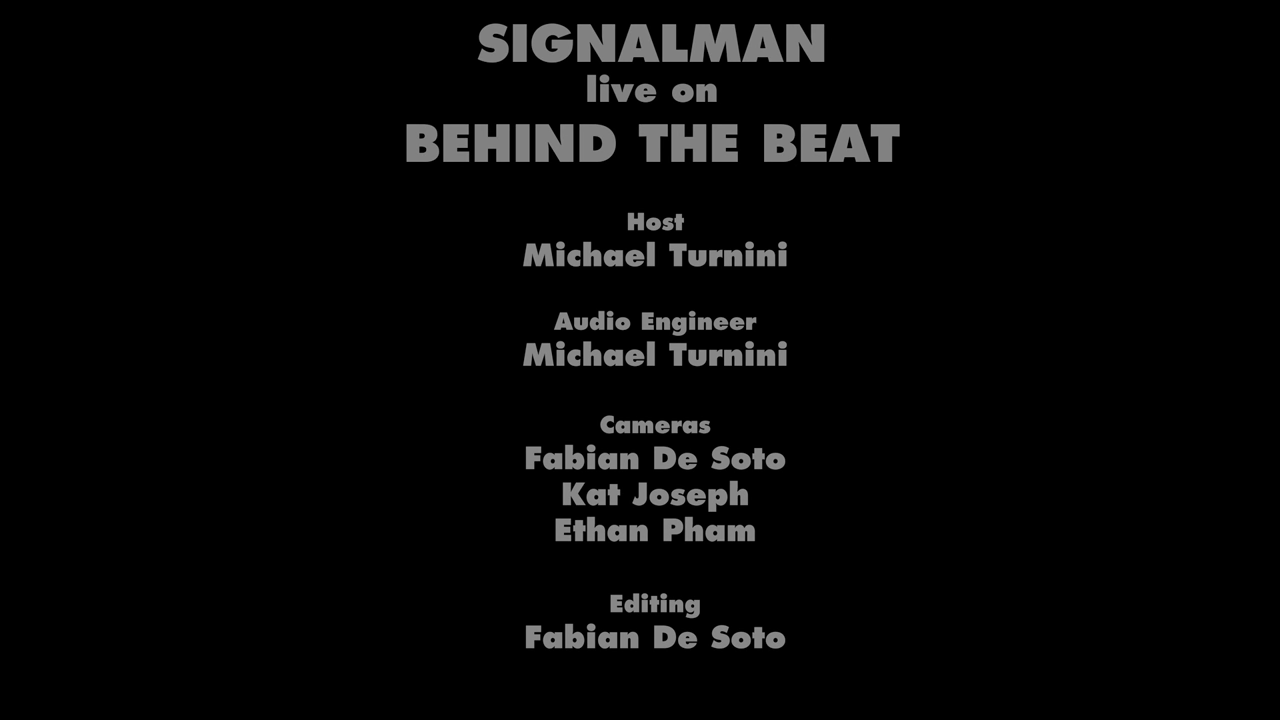 SIGNALMAN
live on
BEHIND THE BEAT
Host
Michael Turnini
Audio Engineer
Michael Turnini
Cameras
Fabian De Soto
Kat Joseph
Ethan Pham
Editing
Fabian De Soto